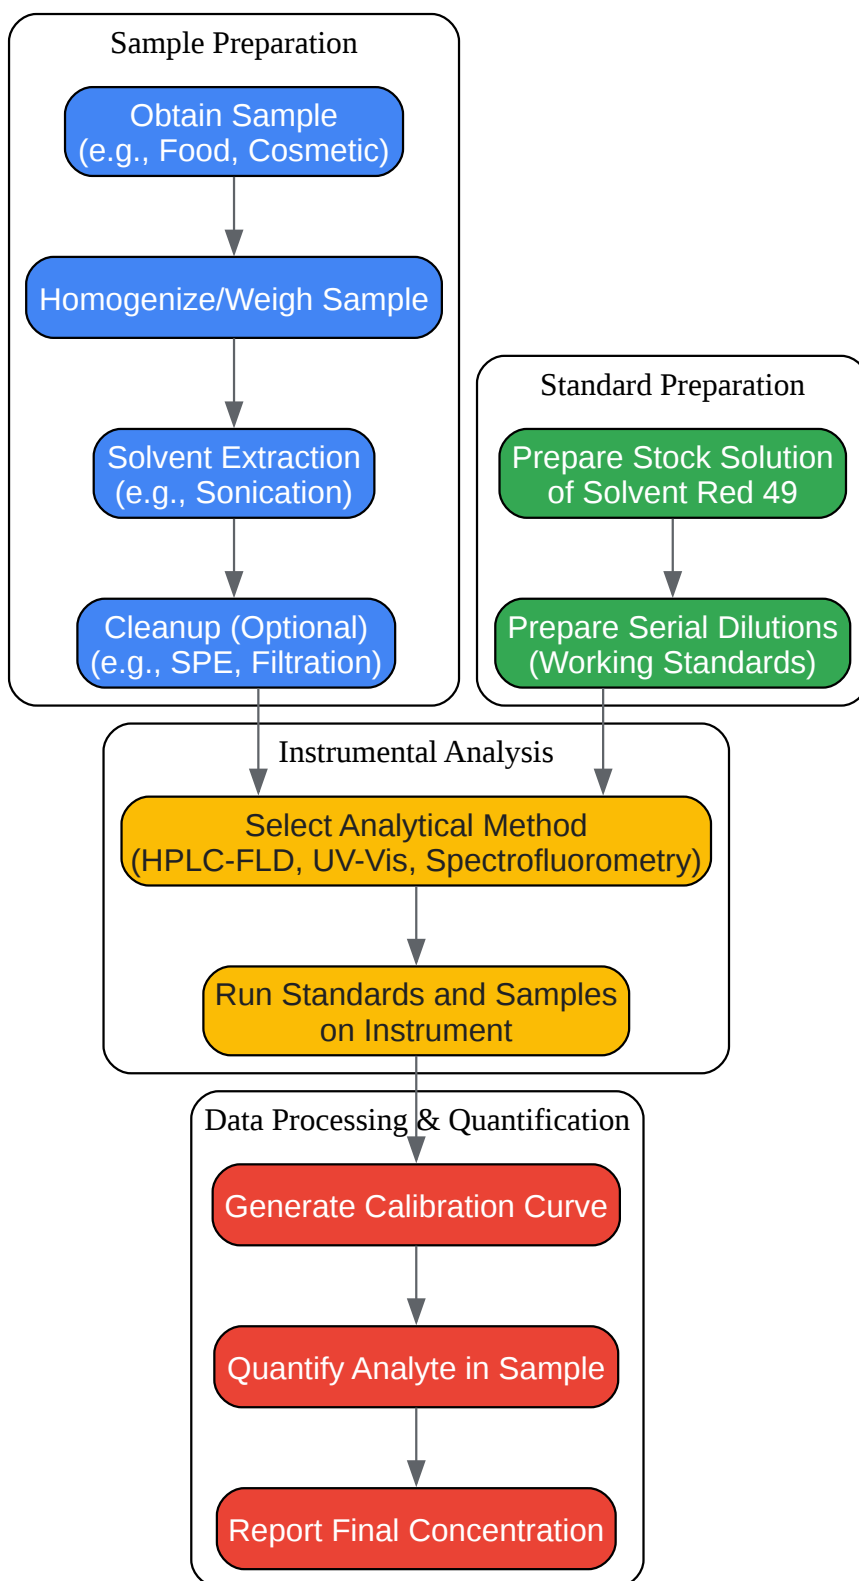 Sample Preparation
Obtain Sample
(e.g., Food, Cosmetic)
Homogenize/Weigh Sample
Solvent Extraction
(e.g., Sonication)
Cleanup (Optional)
(e.g., SPE, Filtration)
Standard Preparation
Prepare Stock Solution
of Solvent Red 49
Prepare Serial Dilutions
(Working Standards)
Instrumental Analysis
Select Analytical Method
(HPLC-FLD, UV-Vis, Spectrofluorometry)
Run Standards and Samples
on Instrument
Data Processing & Quantification
Generate Calibration Curve
Quantify Analyte in Sample
Report Final Concentration